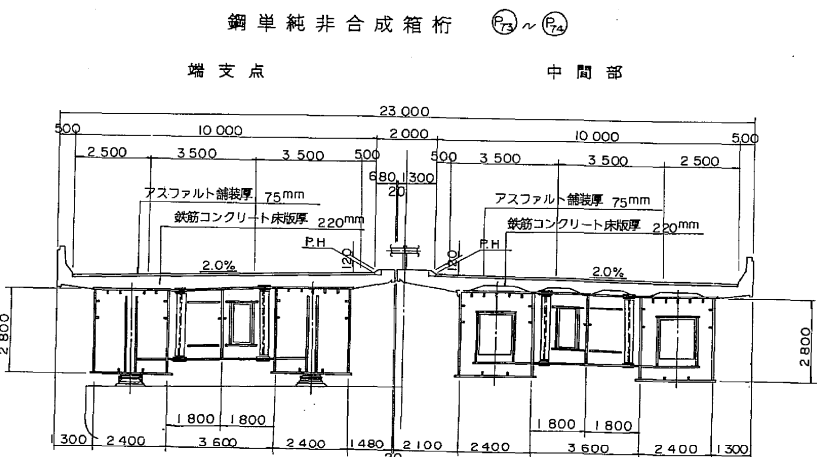 鋼単純非合成箱桁 P73 ～ P74
端支点 中間部
23 000
500 10 000 2 000 10 000 500
2 500 3 500 3 500 500 500 3 500 3 500 2 500
680 1300
20
アスファルト舗装厚 75mm アスファルト舗装厚 75mm
鉄筋コンクリート床版厚 220mm 鉄筋コンクリート床版厚 220mm
P.H 120 120 P.H
2.0% 2.0%
2 800 2 800
1 800 1 800 1 800 1 800
1 300 2 400 3 600 2 400 1 480 2 100 2 400 3 600 2 400 1 300
20